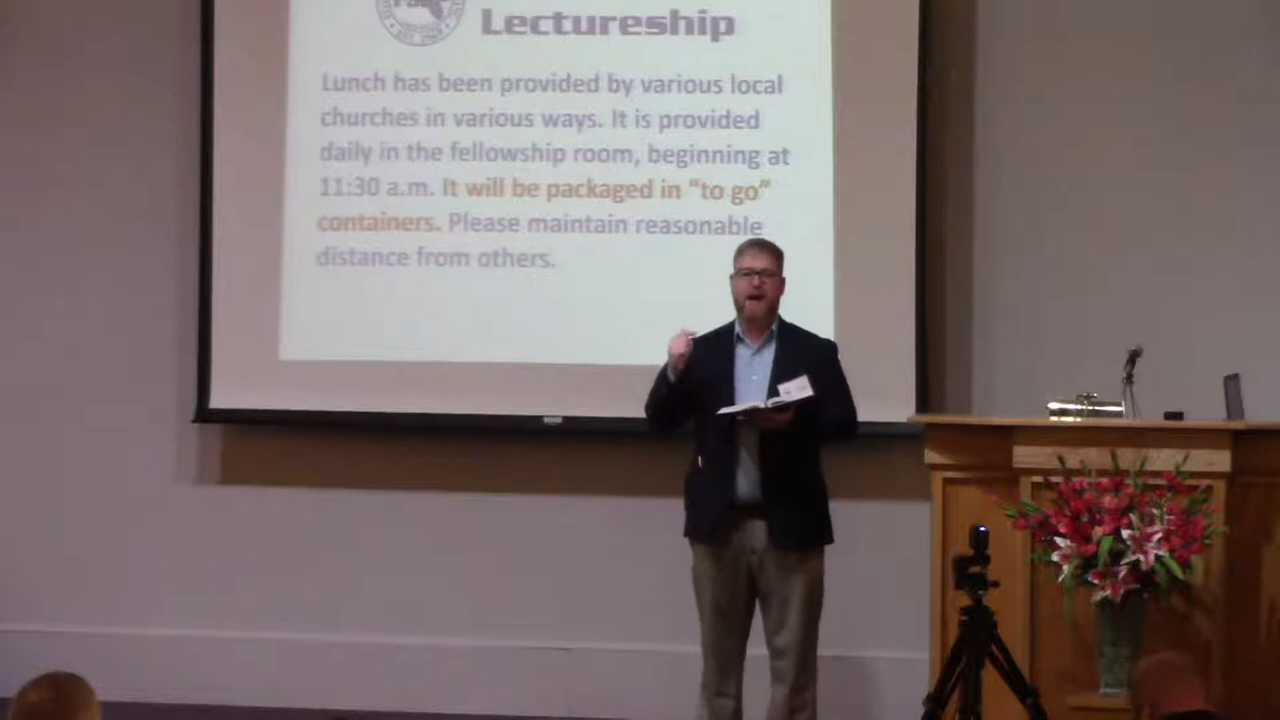 Lectureship
Lunch has been provided by various local
churches in various ways. It is provided
daily in the fellowship room, beginning at
11:30 a.m. It will be packaged in “to go”
containers. Please maintain reasonable
distance from others.